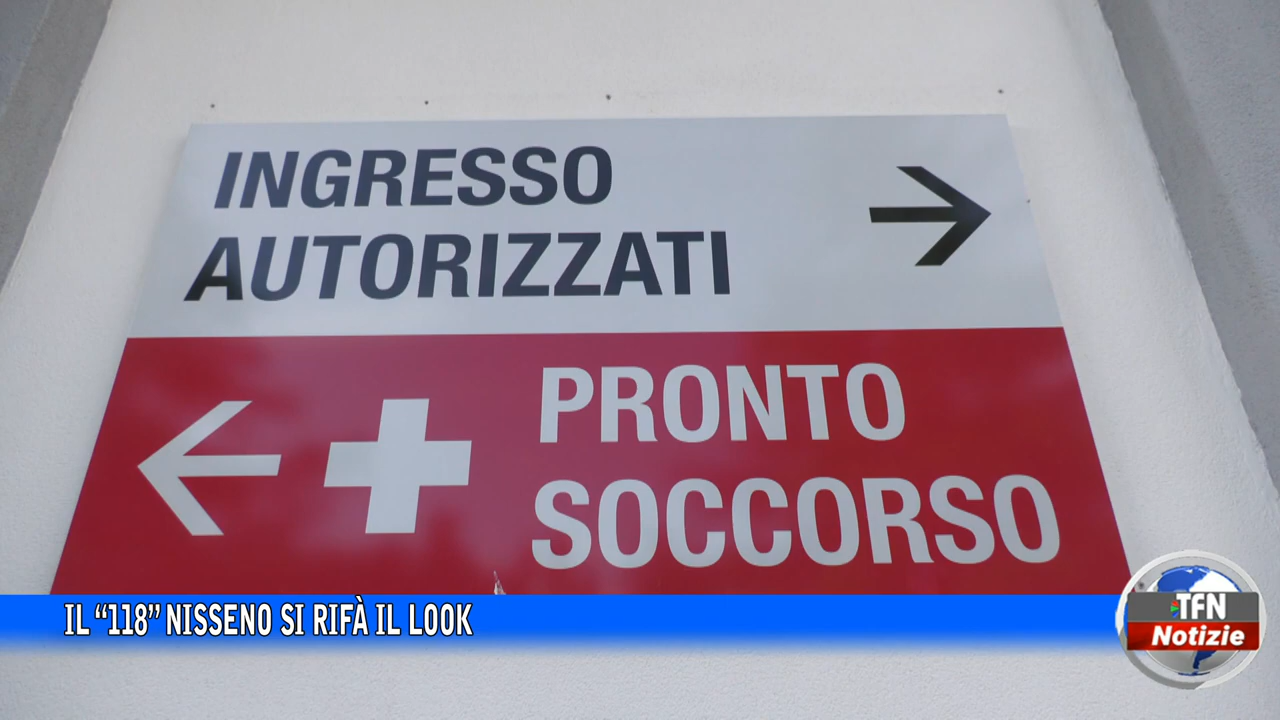 INGRESSO
AUTORIZZATI
PRONTO
SOCCORSO
IL “118” NISSENO SI RIFÀ IL LOOK
TFN
Notizie